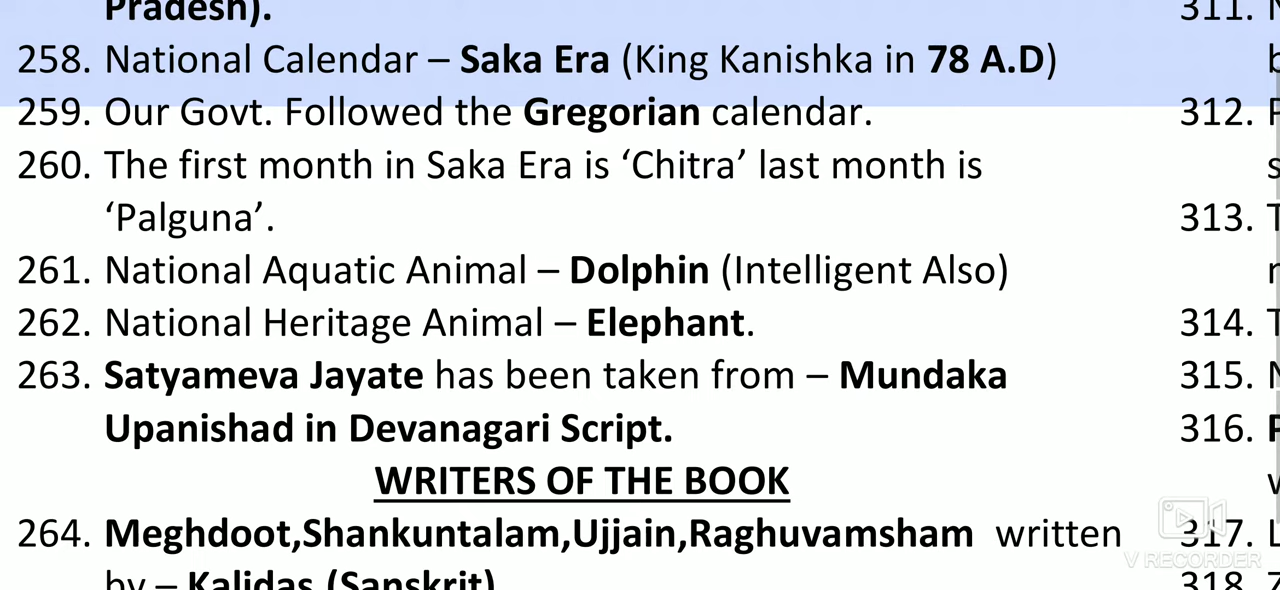 Pradesh).
258. National Calendar – Saka Era (King Kanishka in 78 A.D)
259. Our Govt. Followed the Gregorian calendar.
260. The first month in Saka Era is ‘Chitra’ last month is
‘Palguna’.
261. National Aquatic Animal – Dolphin (Intelligent Also)
262. National Heritage Animal – Elephant.
263. Satyameva Jayate has been taken from – Mundaka
Upanishad in Devanagari Script.
WRITERS OF THE BOOK
264. Meghdoot,Shankuntalam,Ujjain,Raghuvamsham written
by – Kalidas (Sanskrit)
311.
312.
313.
314.
315.
316.
317.
318.
V RECORDER